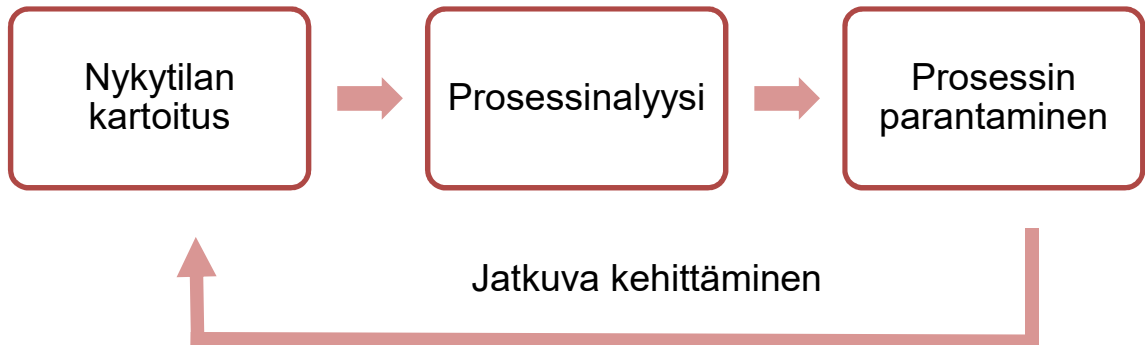 Nykytilan
kartoitus
Prosessinalyysi
Prosessin
parantaminen
Jatkuva kehittäminen